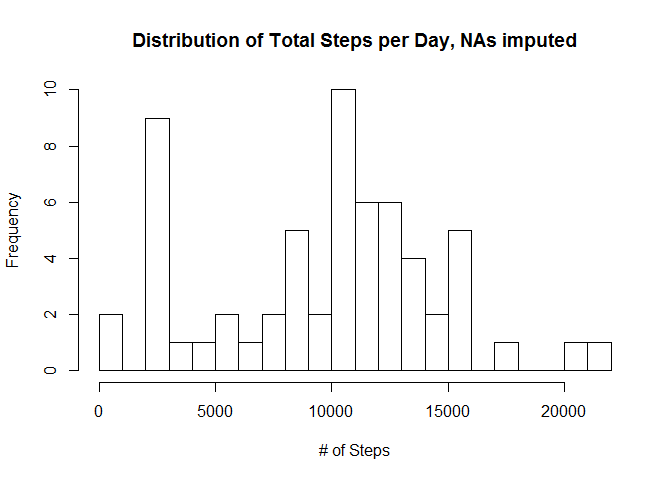 Distribution of Total Steps per Day, NAs imputed
Frequency
10
8
6
4
2
0
0 5000 10000 15000 20000
# of Steps